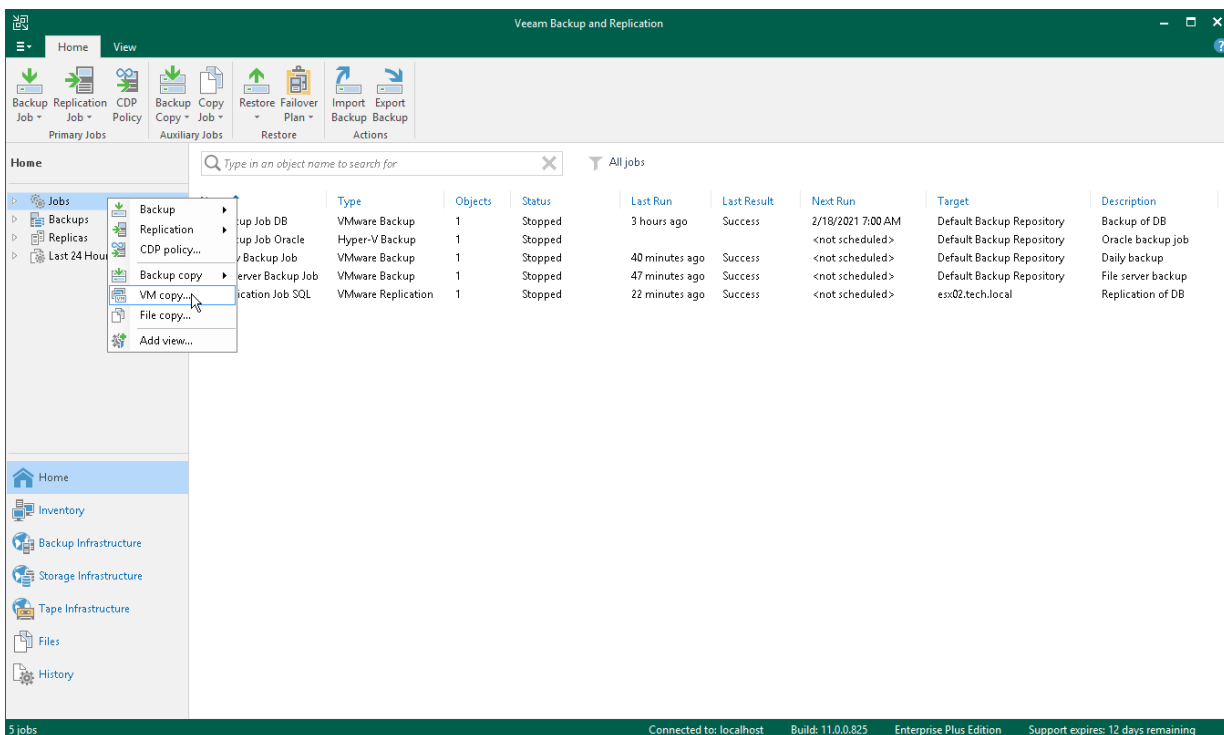 Veeam Backup and Replication
Home View
Backup Replication CDP Backup Copy Restore Failover Import Export
Job Job Policy Copy Job Plan Backup Backup
Primary Jobs Auxiliary Jobs Restore Actions
Home
Type in an object name to search for
All jobs
Jobs
Backups
Replicas
Last 24 Hou
Backup
Replication
CDP policy...
Backup copy
VM copy...
File copy...
Add view...
Type Objects Status Last Run Last Result Next Run Target Description
up Job DB VMware Backup 1 Stopped 3 hours ago Success 2/18/2021 7:00 AM Default Backup Repository Backup of DB
up Job Oracle Hyper-V Backup 1 Stopped <not scheduled> Default Backup Repository Oracle backup job
Backup Job VMware Backup 1 Stopped 40 minutes ago Success <not scheduled> Default Backup Repository Daily backup
erver Backup Job VMware Backup 1 Stopped 47 minutes ago Success <not scheduled> Default Backup Repository File server backup
ication Job SQL VMware Replication 1 Stopped 22 minutes ago Success <not scheduled> esx02.tech.local Replication of DB
Home
Inventory
Backup Infrastructure
Storage Infrastructure
Tape Infrastructure
Files
History
5 jobs Connected to: localhost Build: 11.0.0.825 Enterprise Plus Edition Support expires: 12 days remaining